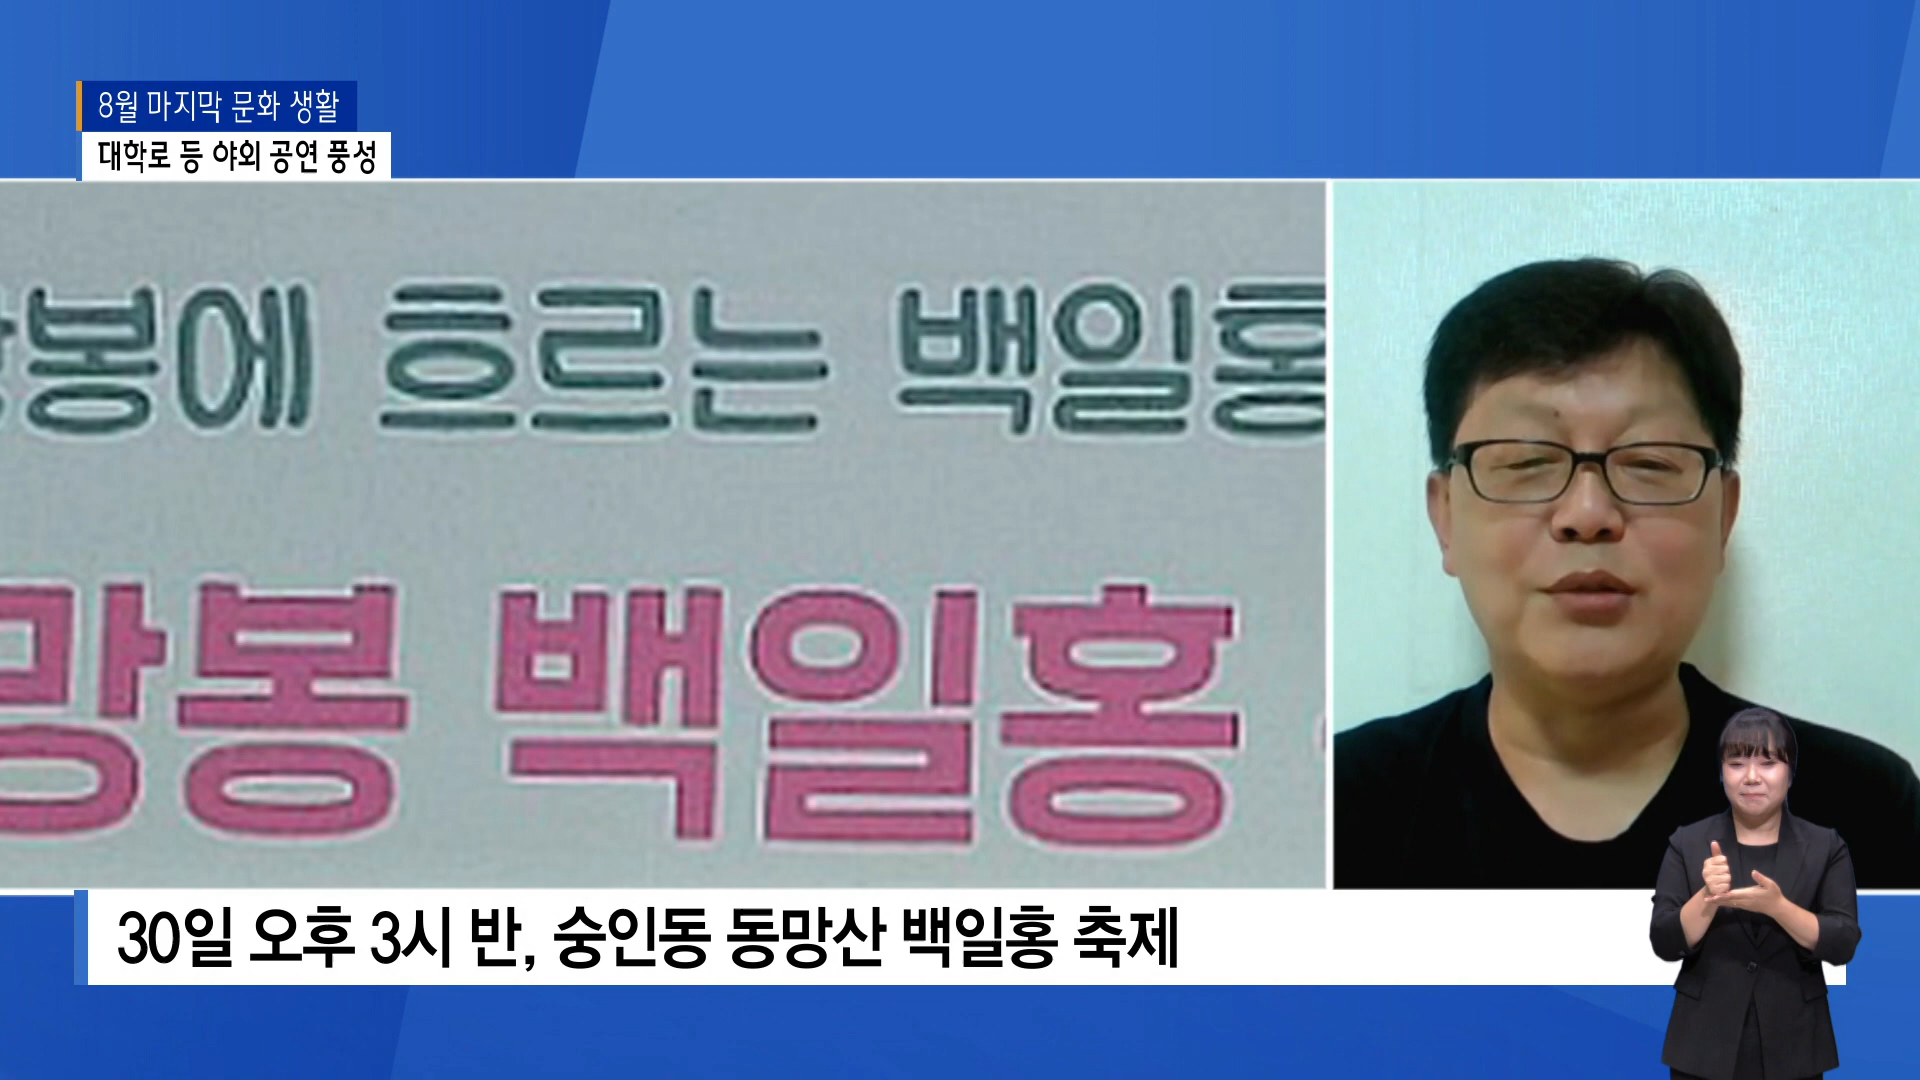 8월 마지막 문화 생활
대학로 등 야외 공연 풍성
봉에 흐르는 백일홍
망봉 백일홍
30일 오후 3시 반, 숭인동 동망산 백일홍 축제